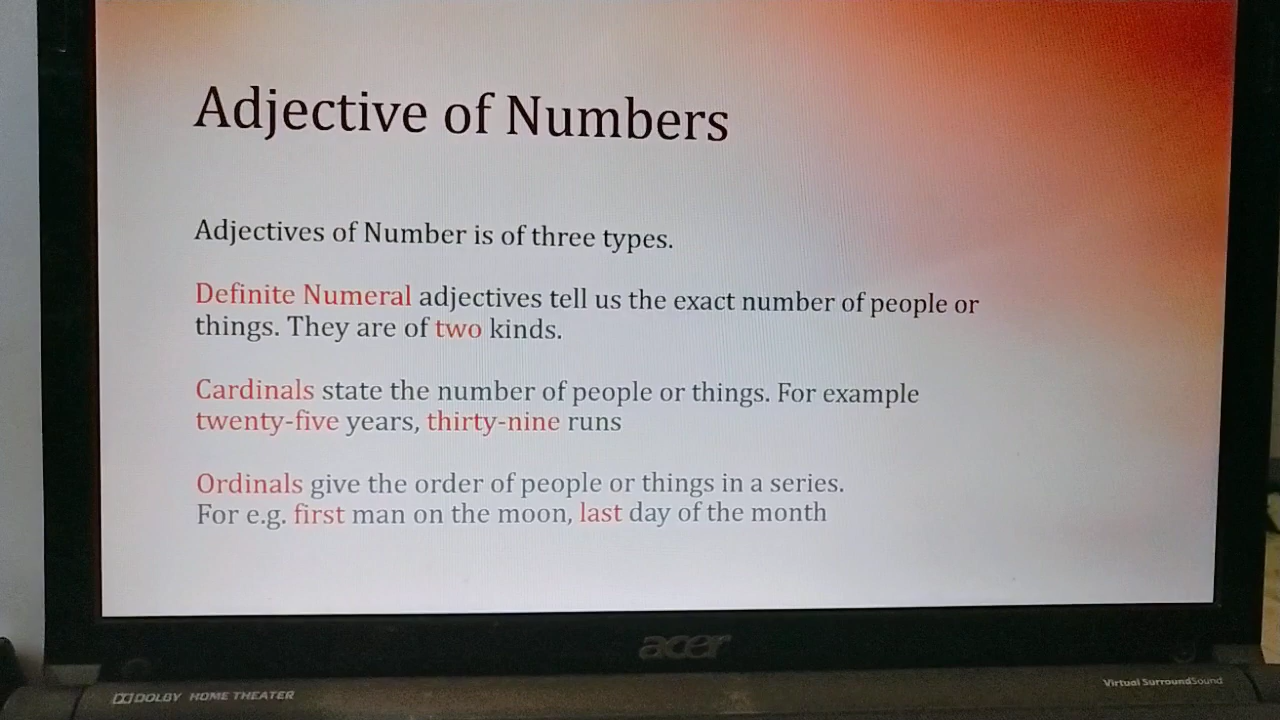 Adjective of Numbers
Adjectives of Number is of three types.
Definite Numeral adjectives tell us the exact number of people or
things. They are of two kinds.
Cardinals state the number of people or things. For example
twenty-five years, thirty-nine runs
Ordinals give the order of people or things in a series.
For e.g. first man on the moon, last day of the month
acer
DOLBY HOME THEATER
Virtual SurroundSound